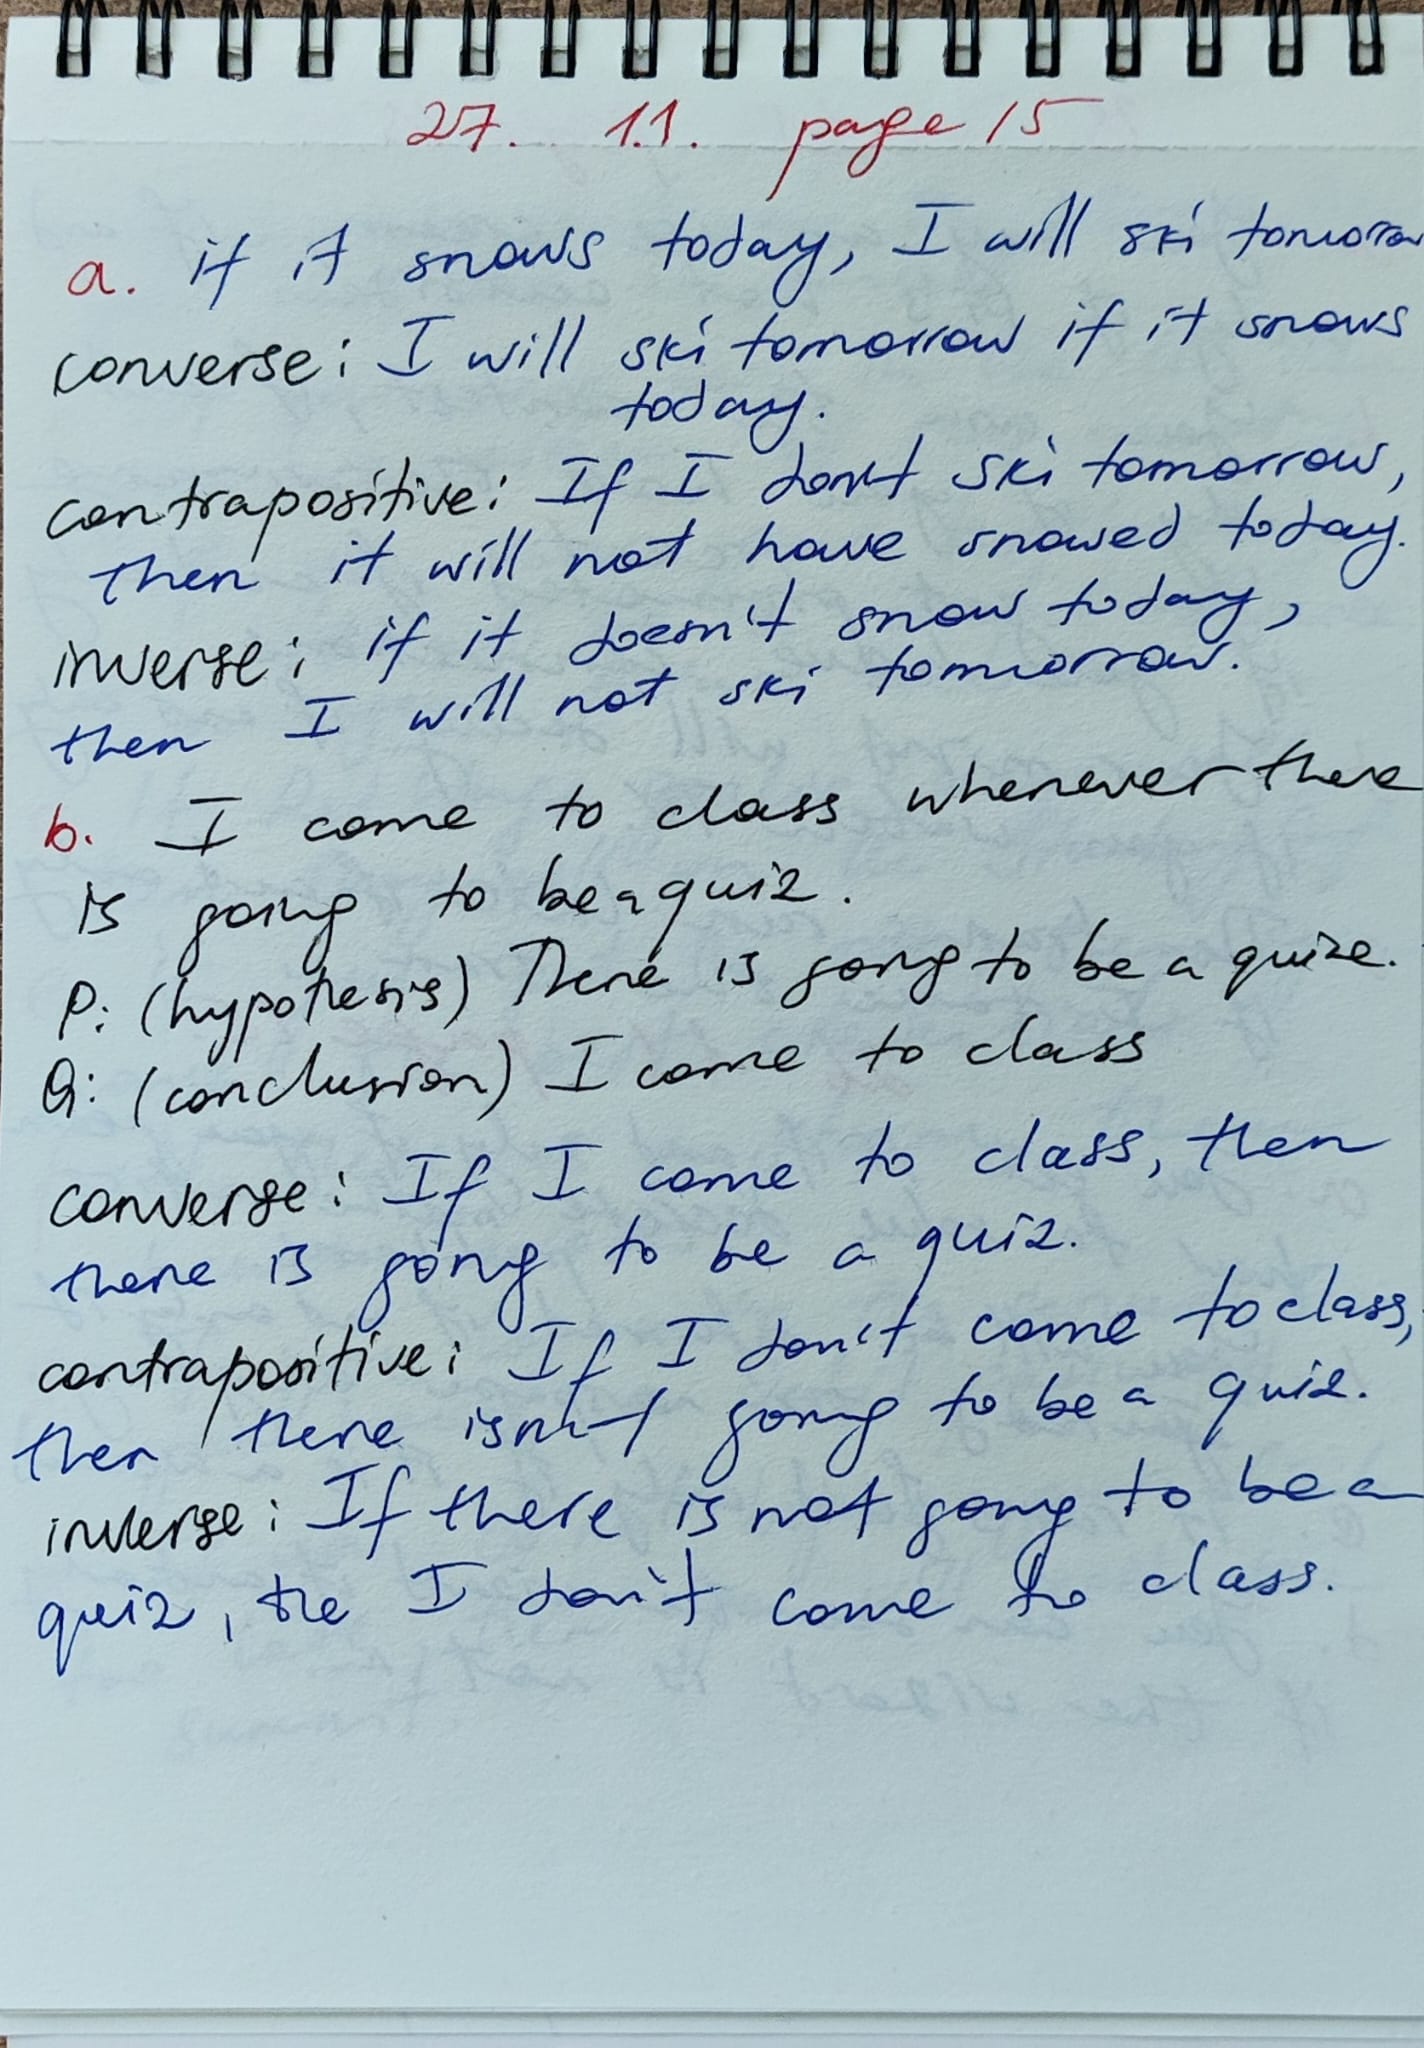 27. 1.1. page 15
a. if it snows today, I will ski tomorrow
converse: I will ski tomorrow if it snows
today.
contrapositive: If I don't ski tomorrow,
then it will not have snowed today.
inverse: if it doesn't snow today,
then I will not ski tomorrow.
b. I come to class whenever there
is going to be a quiz.
P: (hypothesis) There is going to be a quize.
Q: (conclusion) I come to class
converse: If I come to class, then
there is going to be a quiz.
contrapositive: If I don't come to class,
then there isn't going to be a quiz.
inverse: If there is not going to be a
quiz, the I don't come to class.